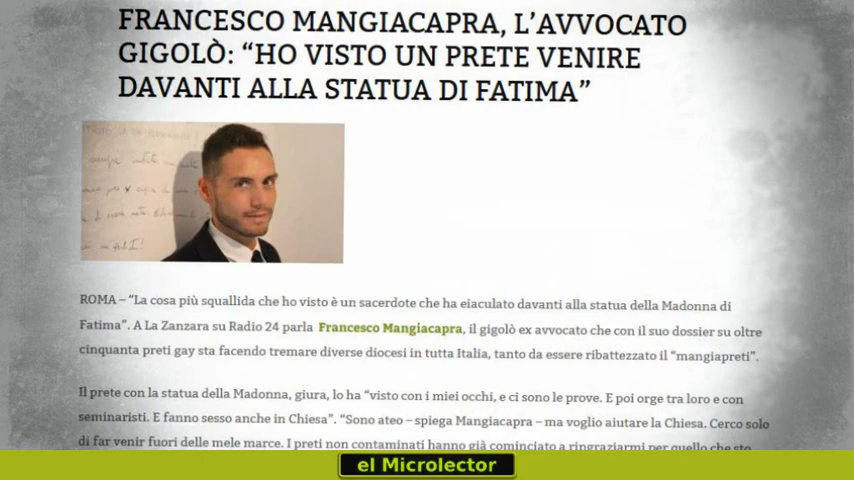 FRANCESCO MANGIACAPRA, L’AVVOCATO
GIGOLÒ: “HO VISTO UN PRETE VENIRE
DAVANTI ALLA STATUA DI FATIMA”
ROMA – “La cosa più squallida che ho visto è un sacerdote che ha eiaculato davanti alla statua della Madonna di
Fatima”. A La Zanzara su Radio 24 parla Francesco Mangiacapra, il gigolò ex avvocato che con il suo dossier su oltre
cinquanta preti gay sta facendo tremare diverse diocesi in tutta Italia, tanto da essere ribattezzato il “mangiapreti”.
Il prete con la statua della Madonna, giura, lo ha “visto con i miei occhi, e ci sono le prove. E poi orge tra loro e con
seminaristi. E fanno sesso anche in Chiesa”. “Sono ateo – spiega Mangiacapra – ma voglio aiutare la Chiesa. Cerco solo
di far venir fuori delle mele marce. I preti non contaminati hanno già cominciato a ringraziarmi per quello che sto
el Microlector